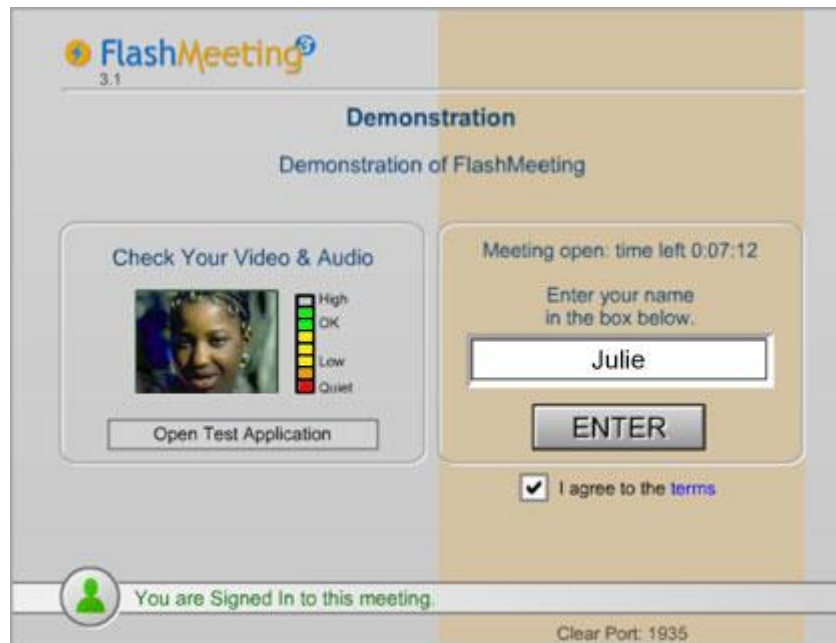 FlashMeeting
3.1
Demonstration
Demonstration of FlashMeeting
Check Your Video & Audio
High
OK
Low
Quiet
Open Test Application
Meeting open: time left 0:07:12
Enter your name
in the box below.
Julie
ENTER
I agree to the terms
You are Signed In to this meeting.
Clear Port: 1935